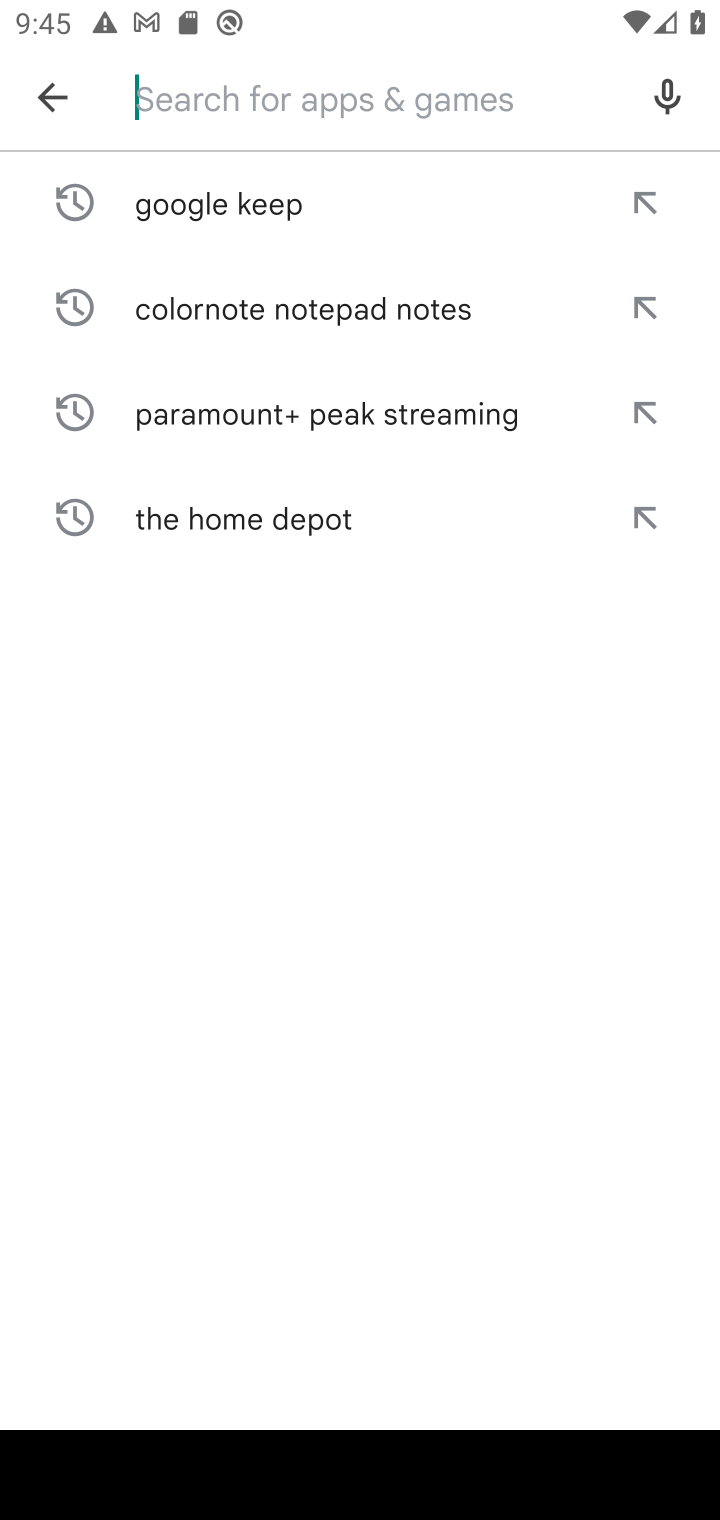 9:45
Search for apps & games
google keep
colornote notepad notes
paramount+ peak streaming
the home depot